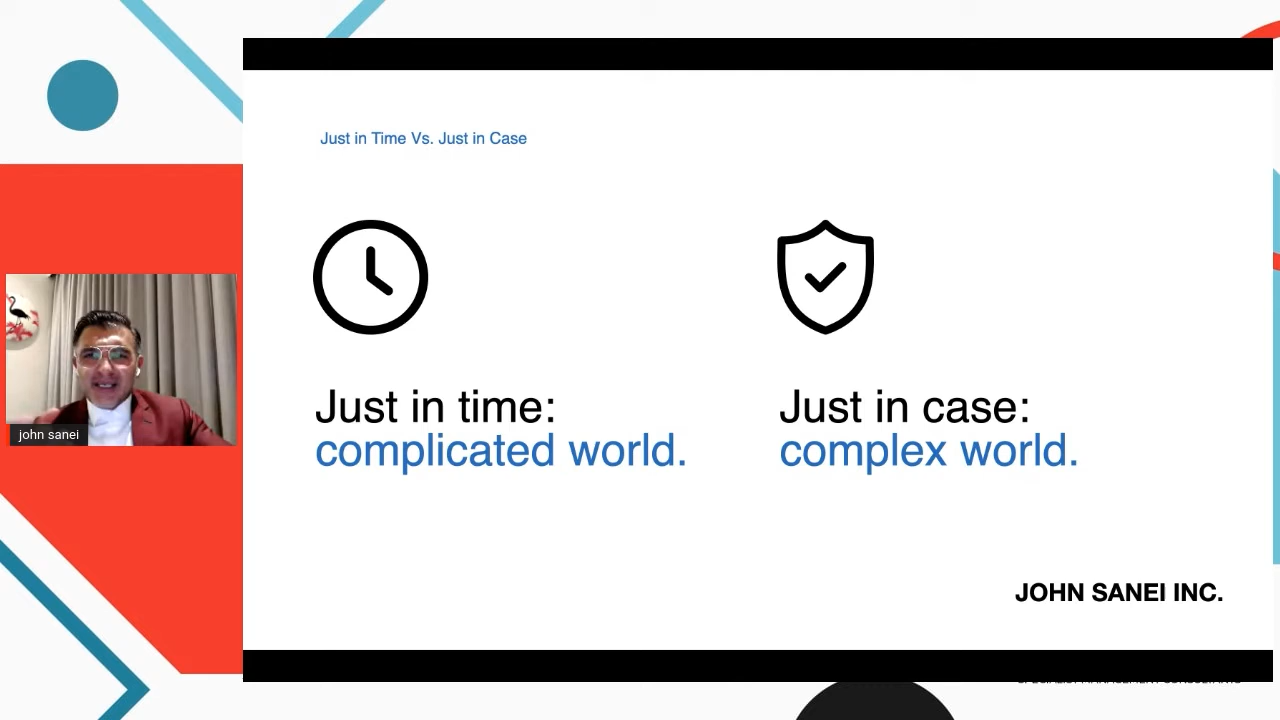 Just in Time Vs. Just in Case
Just in time:
complicated world.
Just in case:
complex world.
john sanei
JOHN SANEI INC.